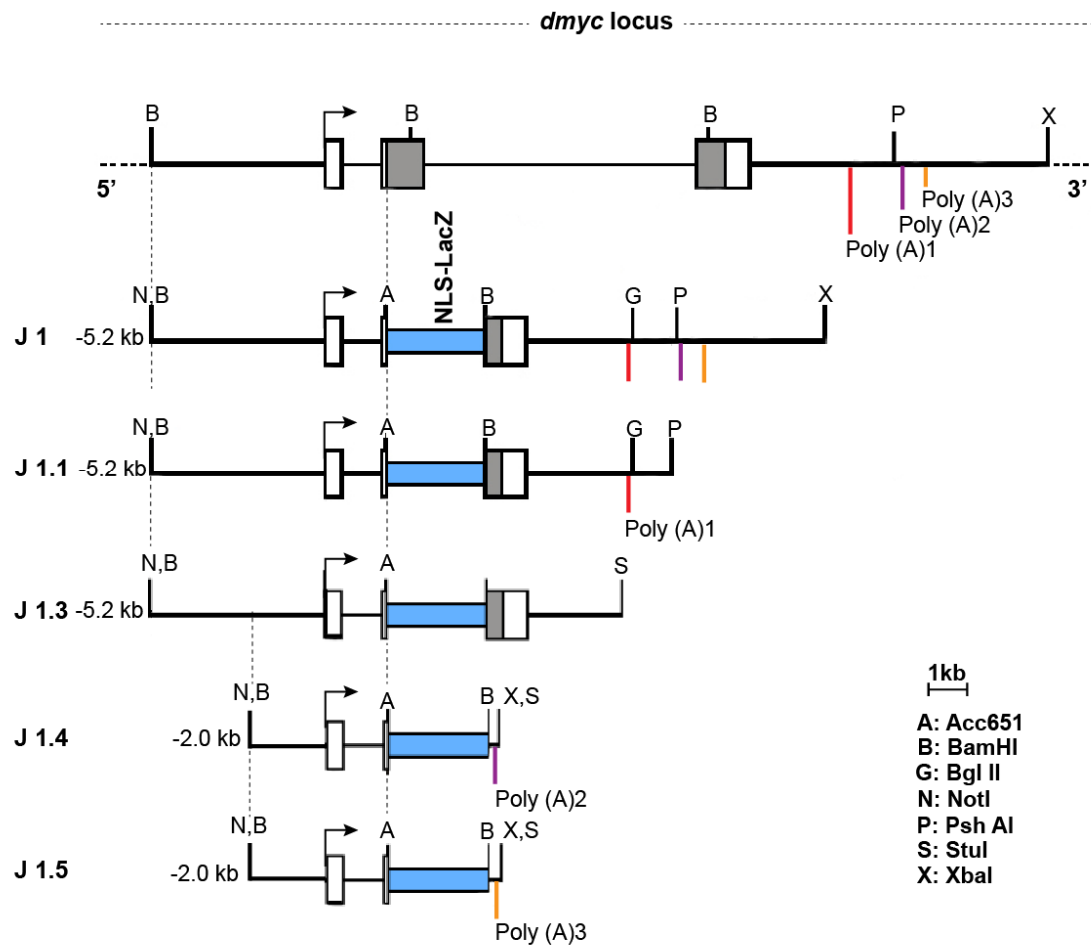 dmyc locus
B B B P X
5’ 3’
Poly (A)3
Poly (A)2
Poly (A)1
NLS-LacZ
N,B A B G P X
J 1 -5.2 kb
N,B A B G P
J 1.1 -5.2 kb
Poly (A)1
N,B A S
J 1.3 -5.2 kb
N,B A B X,S
J 1.4 -2.0 kb
Poly (A)2
N,B A B X,S
J 1.5 -2.0 kb
Poly (A)3
1kb
A: Acc651
B: BamHI
G: Bgl II
N: NotI
P: Psh AI
S: StuI
X: XbaI